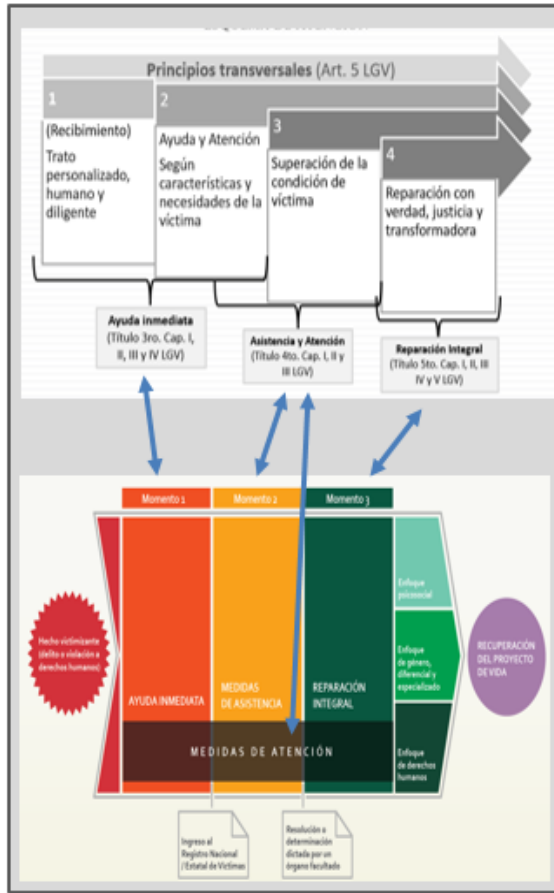 Principios transversales (Art. 5 LGV)
1
(Recibimiento)
Trato
personalizado,
humano y
diligente
2
Ayuda y Atención
Según
características y
necesidades de la
víctima
3
Superación de la
condición de
víctima
4
Reparación con
verdad, justicia y
transformadora
Ayuda inmediata
(Título 3ro. Cap. I,
II, III y IV LGV)
Asistencia y Atención
(Título 4to. Cap. I, II y
III LGV)
Reparación Integral
(Título 5to. Cap. I, II, III
IV y V LGV)
Momento 1
Momento 2
Momento 3
Hecho victimizante
(delito o violación a
derechos humanos)
AYUDA INMEDIATA
MEDIDAS
DE ASISTENCIA
REPARACIÓN
INTEGRAL
MEDIDAS DE ATENCIÓN
Enfoque
psicosocial
Enfoque
de género,
diferencial y
especializado
Enfoque
de derechos
humanos
RECUPERACIÓN
DEL PROYECTO
DE VIDA
Ingreso al
Registro Nacional
/ Estatal de Víctimas
Resolución o
determinación
dictada por un
órgano facultado